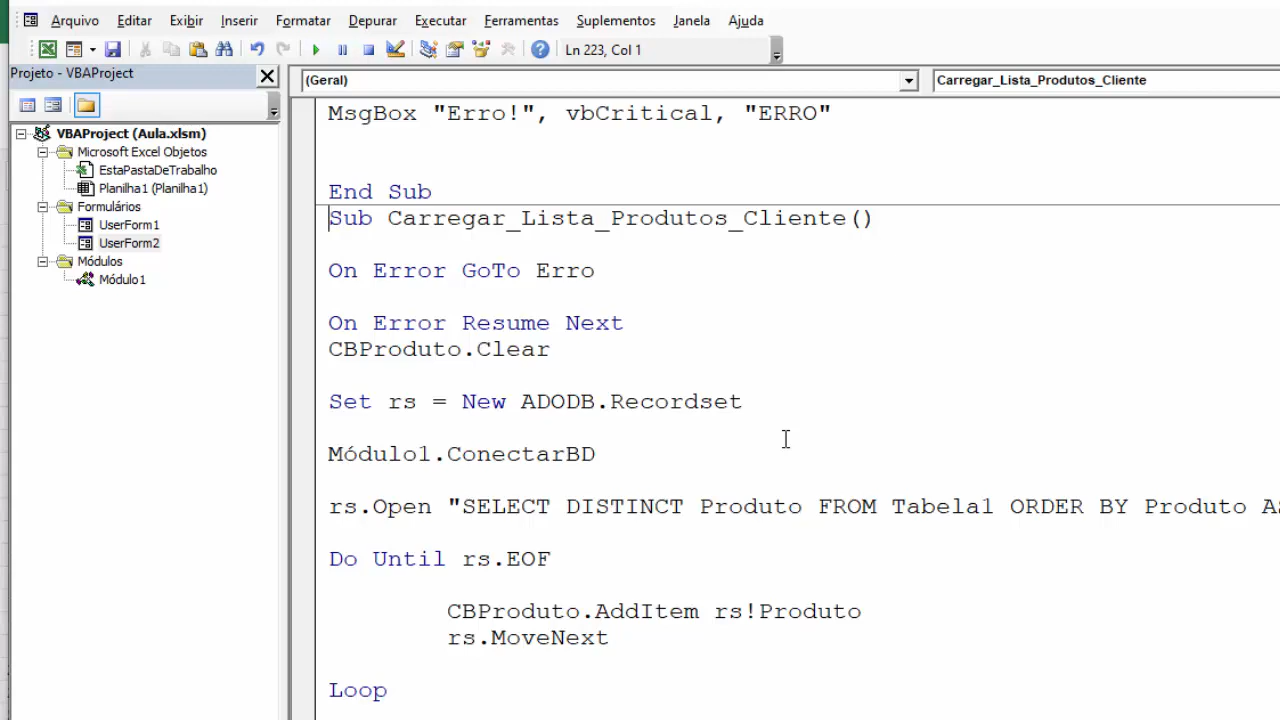 Arquivo Editar Exibir Inserir Formatar Depurar Executar Ferramentas Suplementos Janela Ajuda
Ln 223, Col 1
Projeto - VBAProject
(Geral)
Carregar_Lista_Produtos_Cliente
VBAProject (Aula.xlsm)
Microsoft Excel Objetos
EstaPastaDeTrabalho
Planilha1 (Planilha1)
Formulários
UserForm1
UserForm2
Módulos
Módulo1
MsgBox "Erro!", vbCritical, "ERRO"
End Sub
Sub Carregar_Lista_Produtos_Cliente()
On Error GoTo Erro
On Error Resume Next
CBProduto.Clear
Set rs = New ADODB.Recordset
Módulo1.ConectarBD
rs.Open "SELECT DISTINCT Produto FROM Tabela1 ORDER BY Produto AS
Do Until rs.EOF
CBProduto.AddItem rs!Produto
rs.MoveNext
Loop